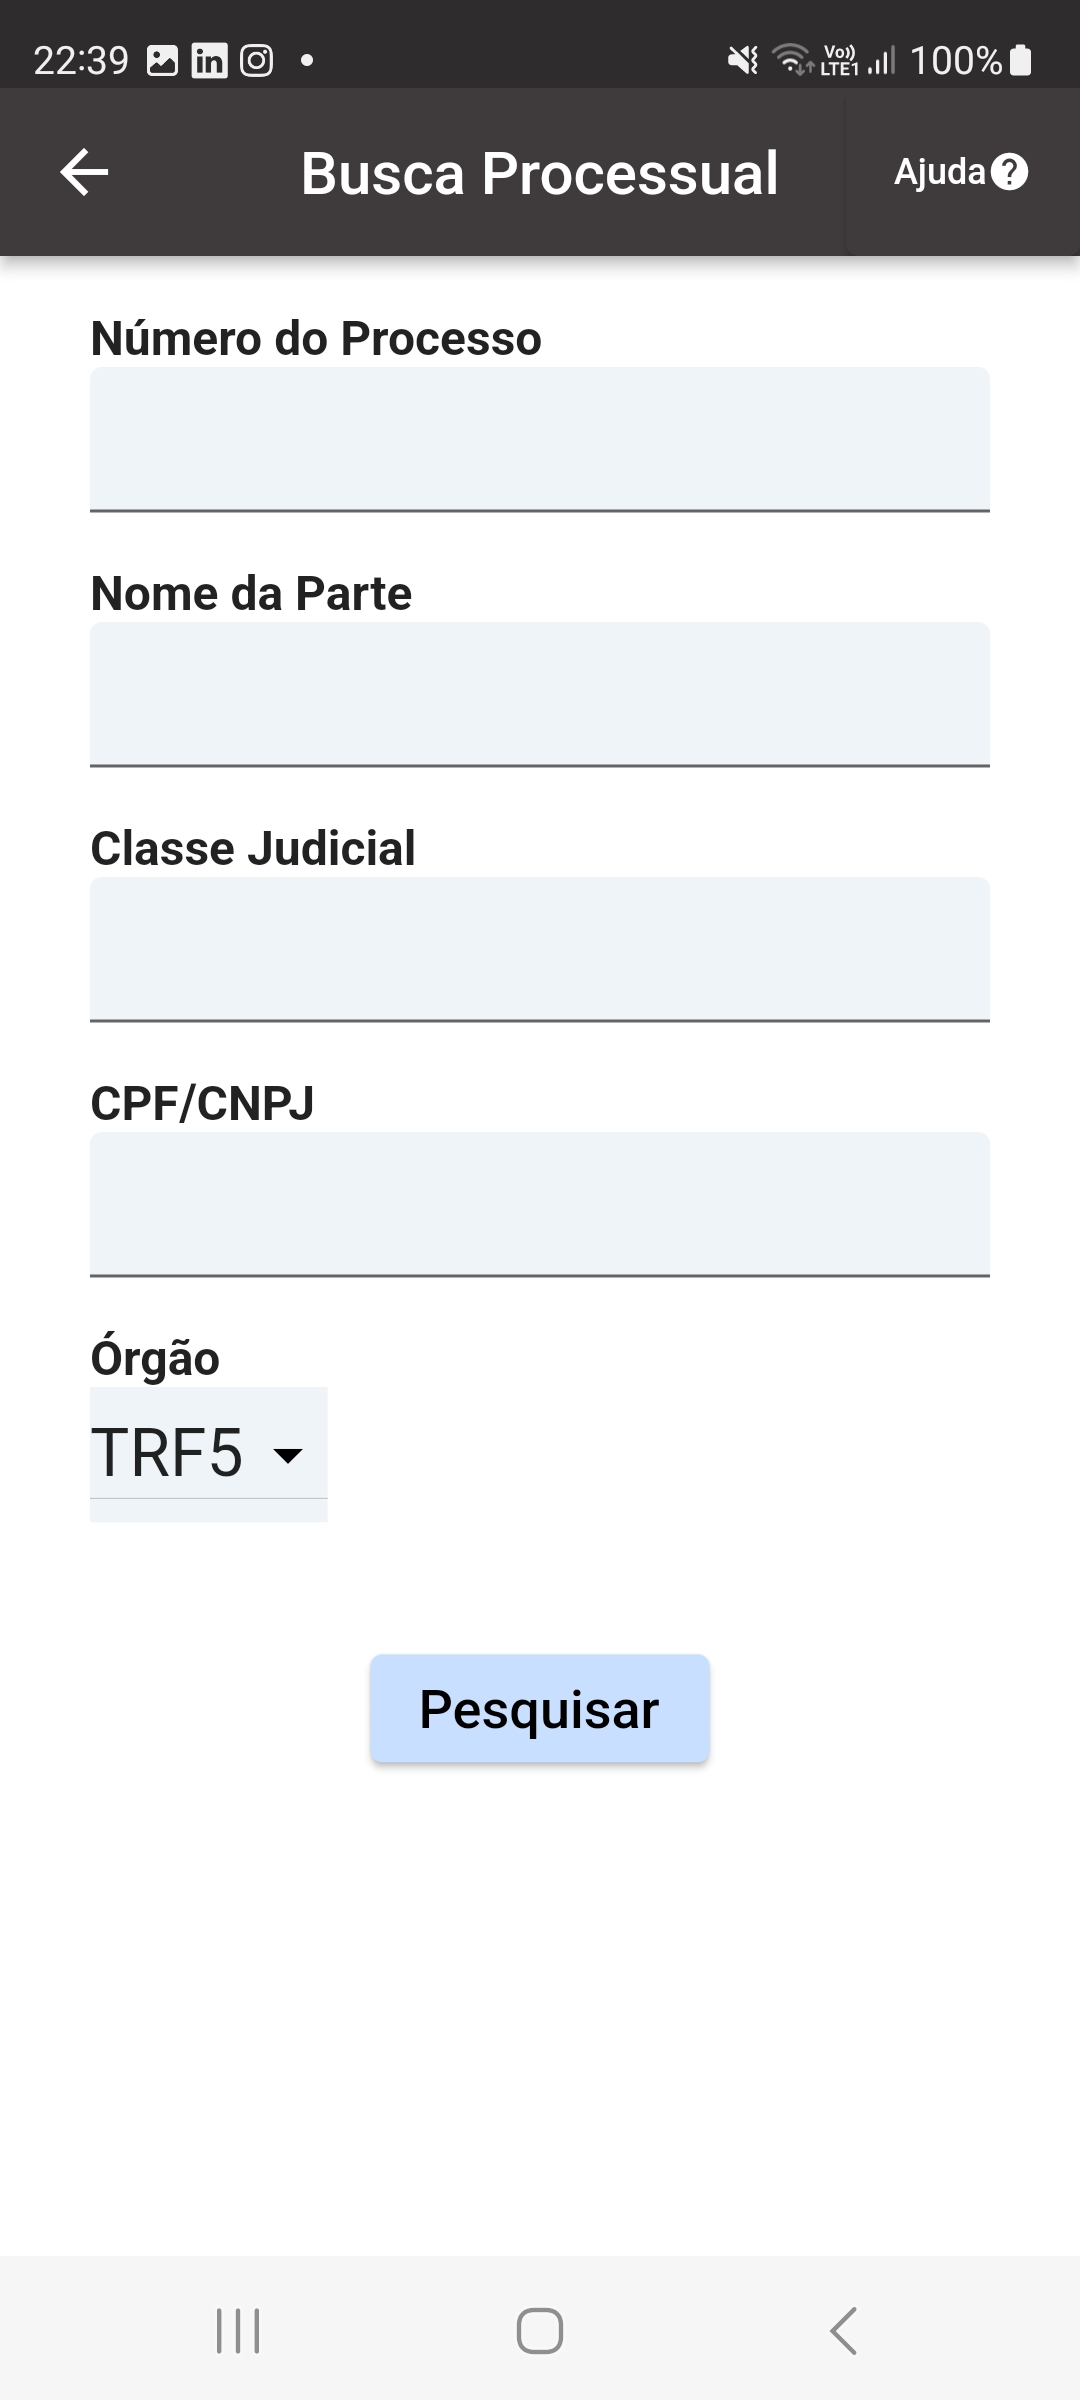 22:39
Vo)) LTE1 100%
Busca Processual
Ajuda
Número do Processo
Nome da Parte
Classe Judicial
CPF/CNPJ
Órgão
TRF5
Pesquisar